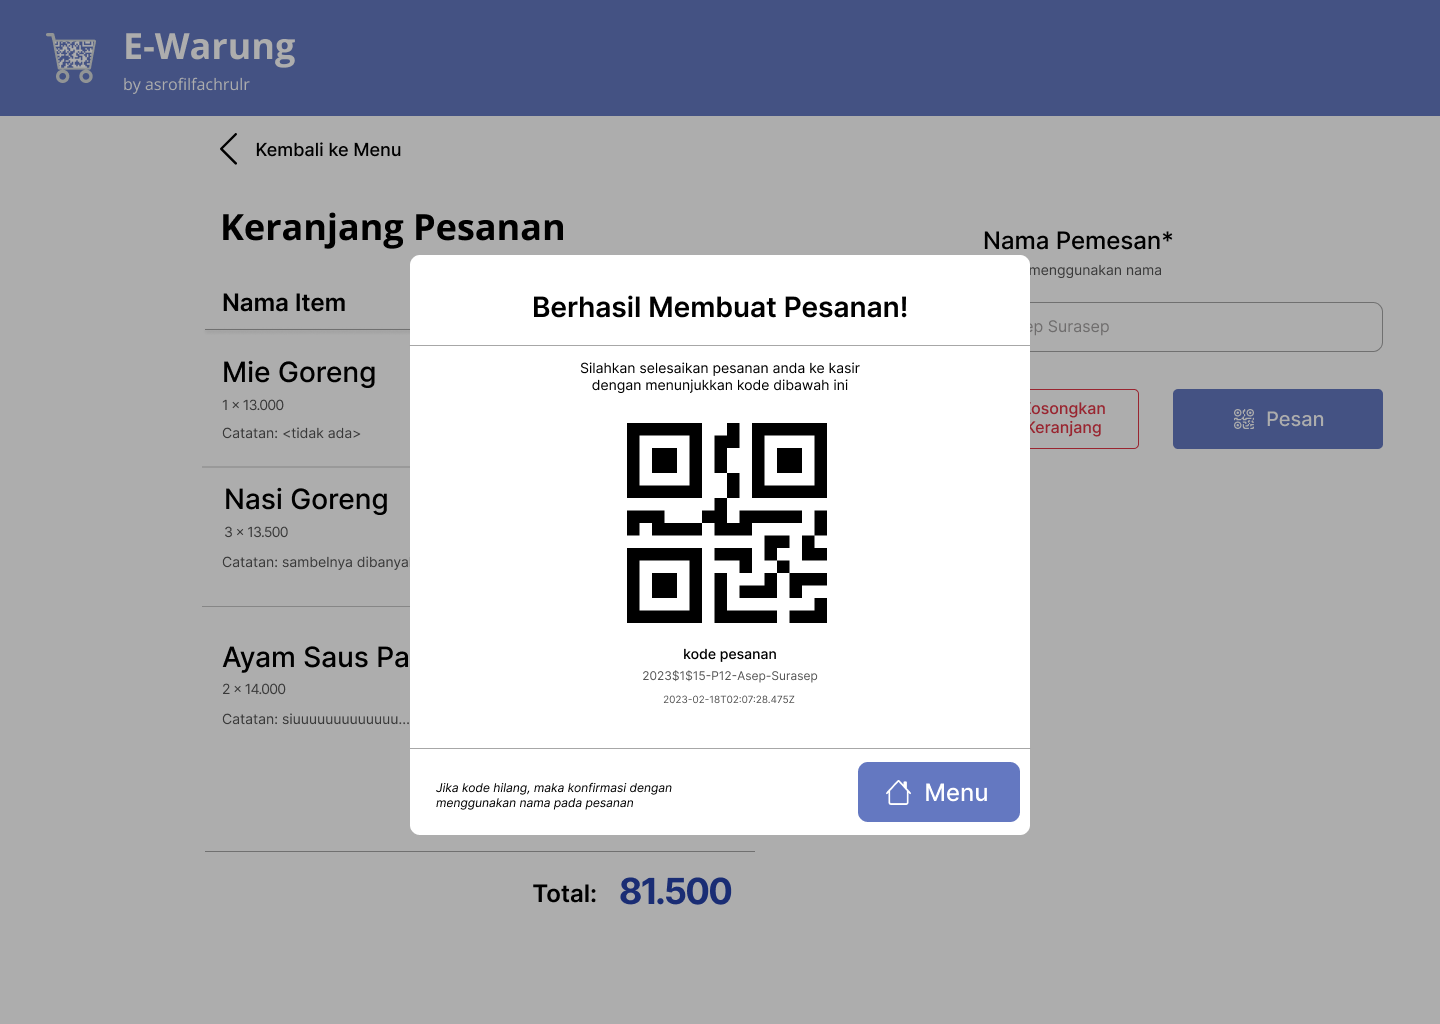 E-Warung
by asrofilfachrulr
Kembali ke Menu
Keranjang Pesanan
Nama Item
Mie Goreng
1 x 13.000
Catatan: <tidak ada>
Nasi Goreng
3 x 13.500
Catatan: sambelnya dibanya
Ayam Saus Pa
2 x 14.000
Catatan: siuuuuuuuuuuuuu...
Total: 81.500
Nama Pemesan*
menggunakan nama
ep Surasep
Kosongkan
Keranjang
Pesan
Berhasil Membuat Pesanan!
Silahkan selesaikan pesanan anda ke kasir
dengan menunjukkan kode dibawah ini
kode pesanan
2023$1$15-P12-Asep-Surasep
2023-02-18T02:07:28.475Z
Jika kode hilang, maka konfirmasi dengan
menggunakan nama pada pesanan
Menu